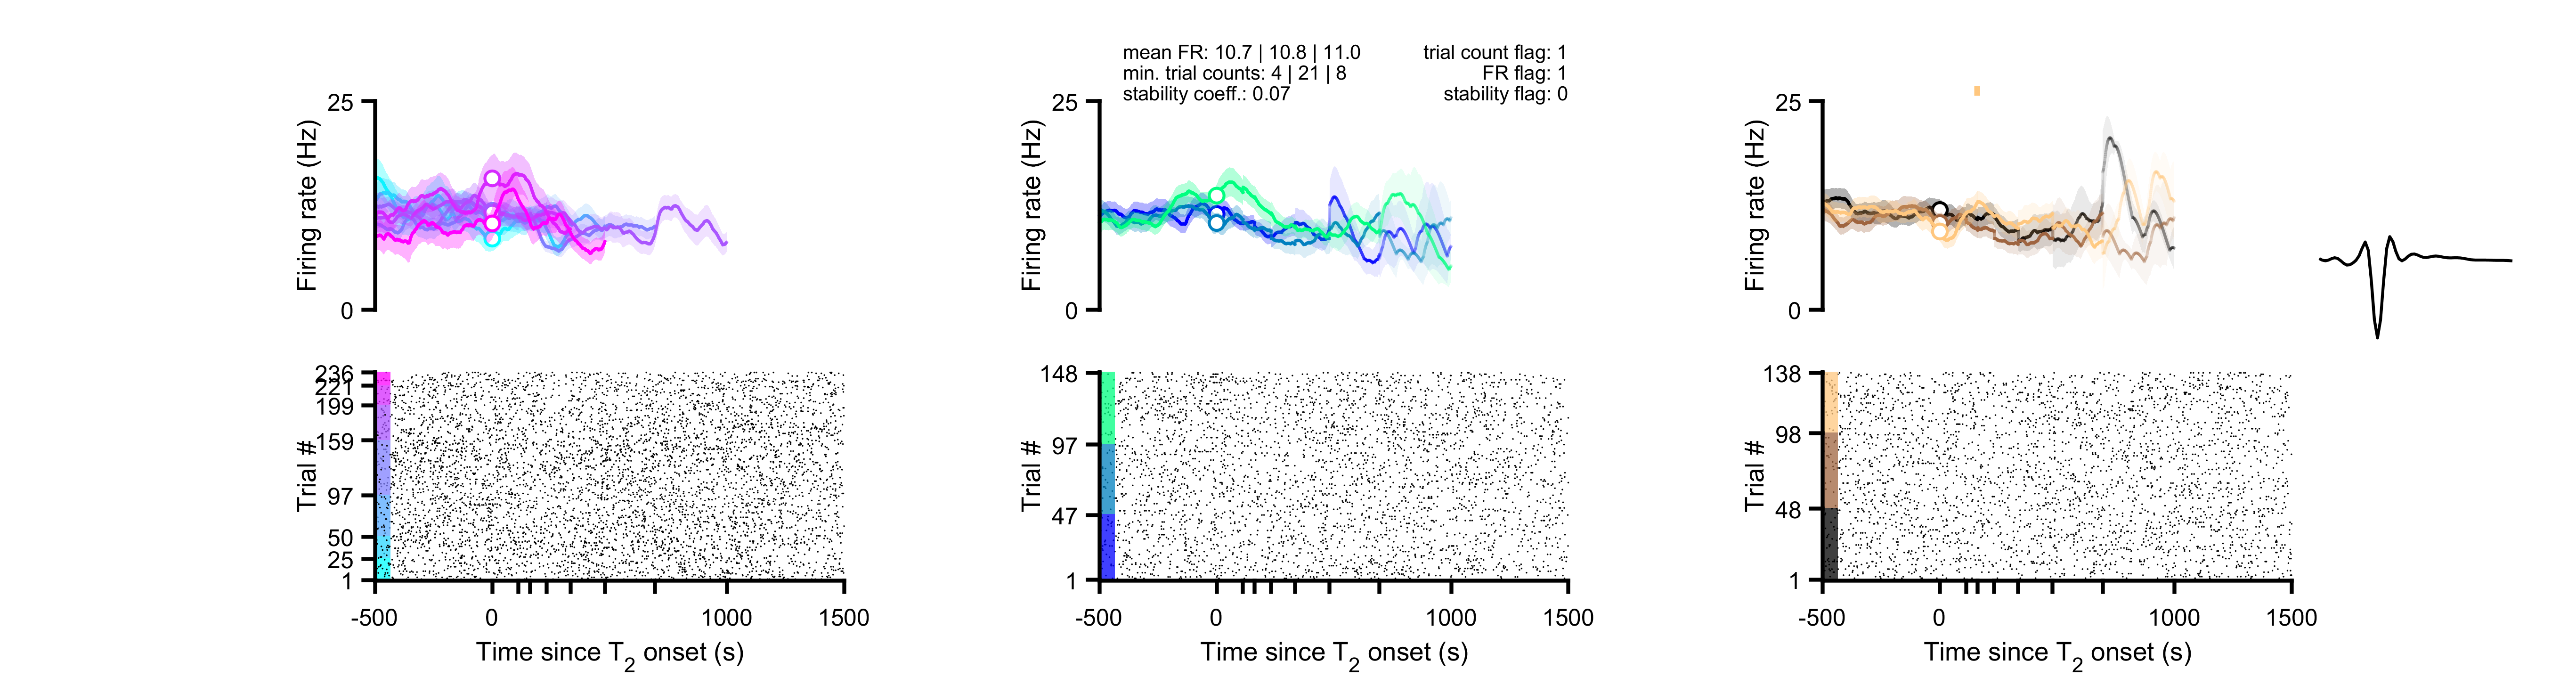 mean FR: 10.7 | 10.8 | 11.0
min. trial counts: 4 | 21 | 8
stability coeff.: 0.07
trial count flag: 1
FR flag: 1
stability flag: 0
25
Firing rate (Hz)
0
25
Firing rate (Hz)
0
25
Firing rate (Hz)
0
236
221
199
159
97
50
25
1
Trial #
-500
0
1000
1500
Time since T2 onset (s)
148
97
47
1
Trial #
-500
0
1000
1500
Time since T2 onset (s)
138
98
48
1
Trial #
-500
0
1000
1500
Time since T2 onset (s)